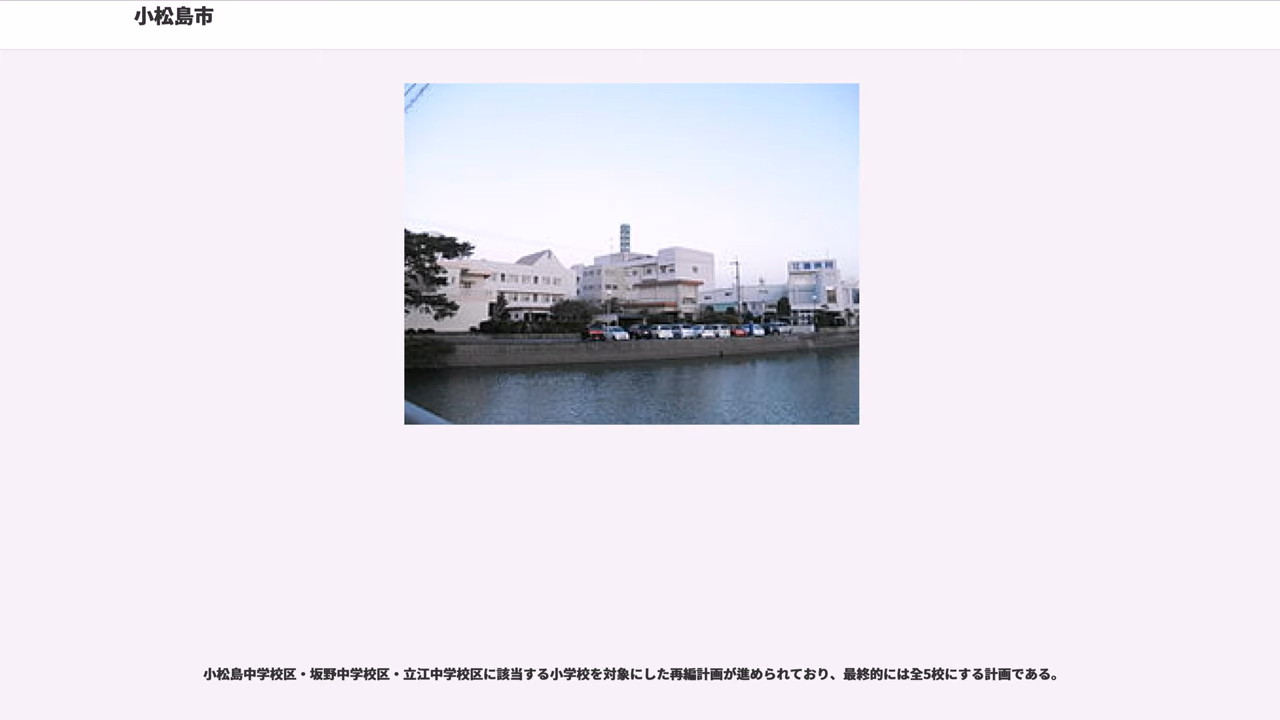 小松島市
小松島中学校区・坂野中学校区・立江中学校区に該当する小学校を対象にした再編計画が進められており、最終的には全5校にする計画である。